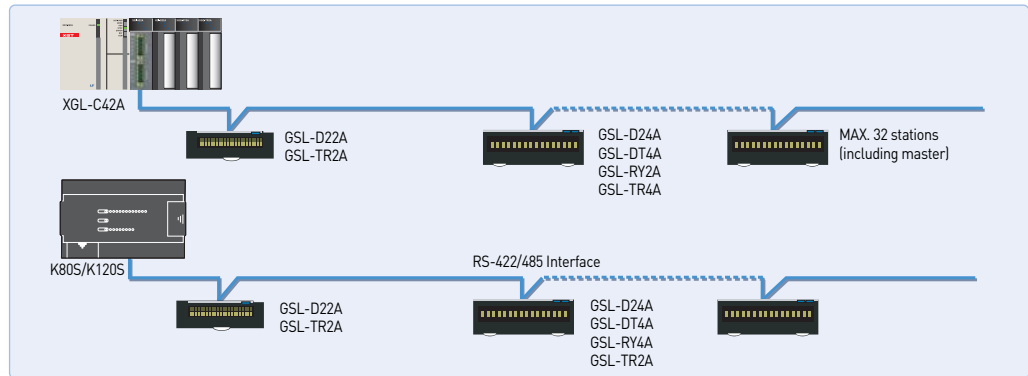 XGL-C42A
GSL-D22A
GSL-TR2A
GSL-D24A
GSL-DT4A
GSL-RY2A
GSL-TR4A
MAX. 32 stations
(including master)
K80S/K120S
RS-422/485 Interface
GSL-D22A
GSL-TR2A
GSL-D24A
GSL-DT4A
GSL-RY4A
GSL-TR2A